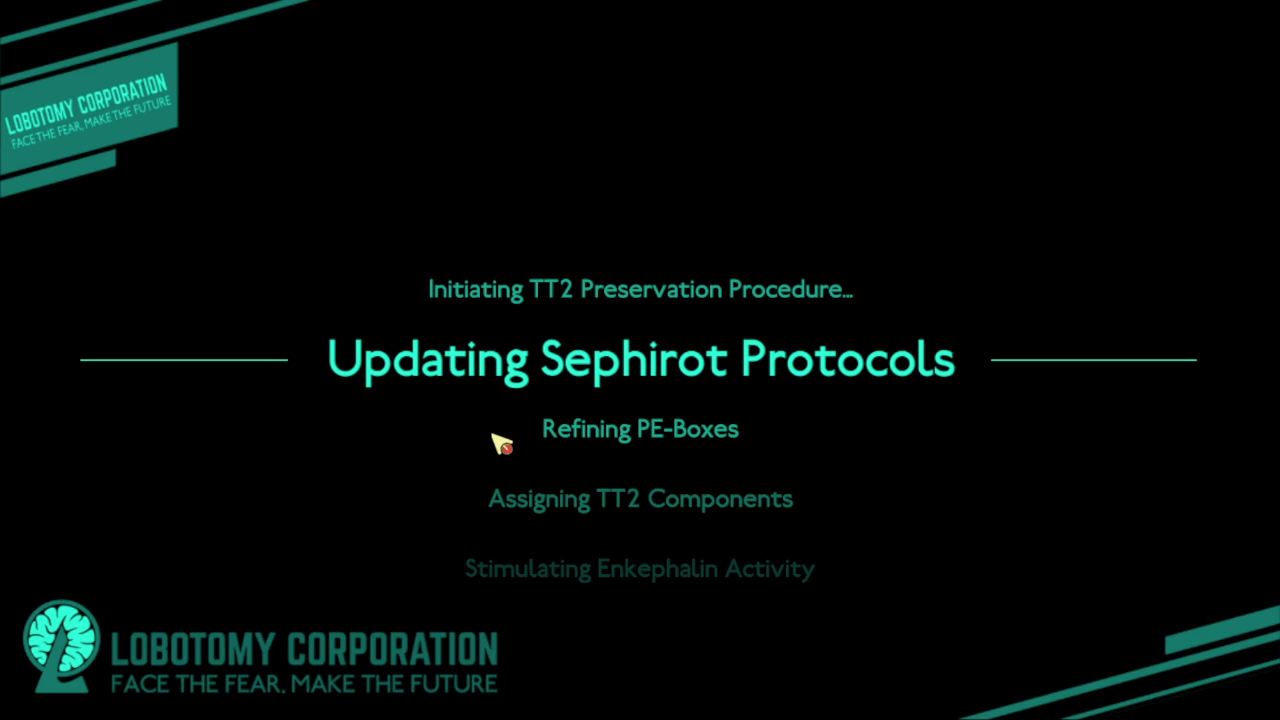 LOBOTOMY CORPORATION
FACE THE FEAR, MAKE THE FUTURE
Initiating TT2 Preservation Procedure...
Updating Sephirot Protocols
Refining PE-Boxes
Assigning TT2 Components
Stimulating Enkephalin Activity
LOBOTOMY CORPORATION
FACE THE FEAR, MAKE THE FUTURE